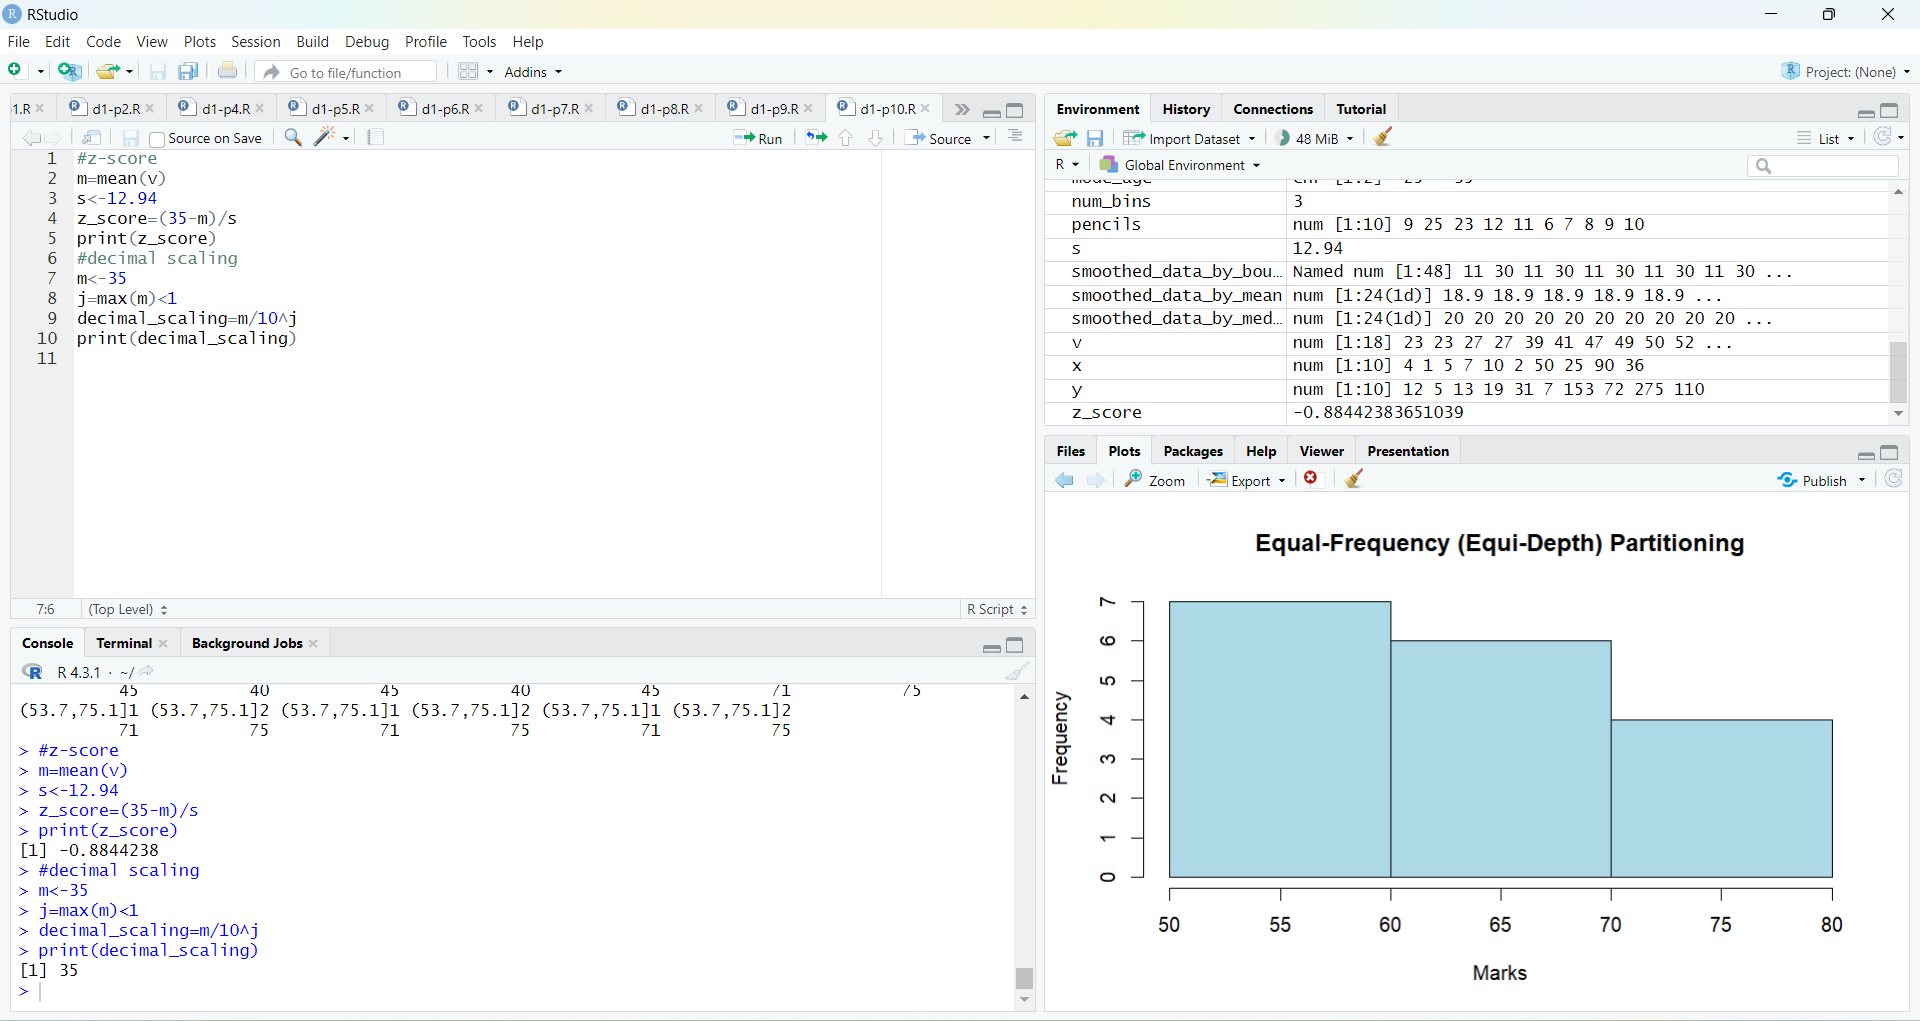 RStudio
File Edit Code View Plots Session Build Debug Profile Tools Help
Go to file/function Addins Project: (None)
1.R d1-p2.R d1-p4.R d1-p5.R d1-p6.R d1-p7.R d1-p8.R d1-p9.R d1-p10.R
Source on Save Run Source
1 #z-score
2 m=mean(v)
3 s<-12.94
4 z_score=(35-m)/s
5 print(z_score)
6 #decimal scaling
7 m<-35
8 j=max(m)<1
9 decimal_scaling=m/10^j
10 print(decimal_scaling)
11
7:6 (Top Level) R Script
Console Terminal Background Jobs
R 4.3.1 · ~/
45 40 45 40 45 71 75
(53.7,75.1]1 (53.7,75.1]2 (53.7,75.1]1 (53.7,75.1]2 (53.7,75.1]1 (53.7,75.1]2
71 75 71 75 71 75
> #z-score
> m=mean(v)
> s<-12.94
> z_score=(35-m)/s
> print(z_score)
[1] -0.8844238
> #decimal scaling
> m<-35
> j=max(m)<1
> decimal_scaling=m/10^j
> print(decimal_scaling)
[1] 35
>
Environment History Connections Tutorial
Import Dataset 48 MiB List
R Global Environment
num_bins 3
pencils num [1:10] 9 25 23 12 11 6 7 8 9 10
s 12.94
smoothed_data_by_bou… Named num [1:48] 11 30 11 30 11 30 11 30 11 30 ...
smoothed_data_by_mean num [1:24(1d)] 18.9 18.9 18.9 18.9 18.9 ...
smoothed_data_by_med… num [1:24(1d)] 20 20 20 20 20 20 20 20 20 20 ...
v num [1:18] 23 23 27 27 39 41 47 49 50 52 ...
x num [1:10] 4 1 5 7 10 2 50 25 90 36
y num [1:10] 12 5 13 19 31 7 153 72 275 110
z_score -0.88442383651039
Files Plots Packages Help Viewer Presentation
Zoom Export Publish
Equal-Frequency (Equi-Depth) Partitioning
Frequency
7
6
5
4
3
2
1
0
50 55 60 65 70 75 80
Marks